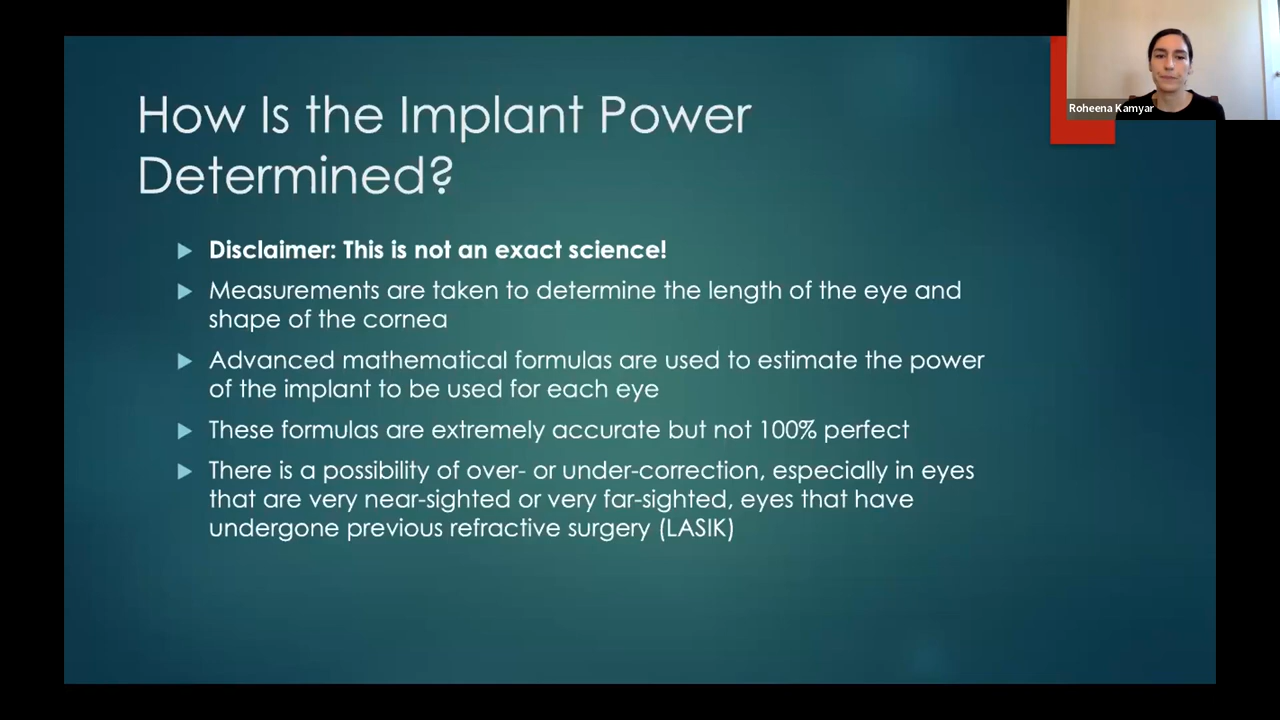 How Is the Implant Power
Determined?
Disclaimer: This is not an exact science!
Measurements are taken to determine the length of the eye and
shape of the cornea
Advanced mathematical formulas are used to estimate the power
of the implant to be used for each eye
These formulas are extremely accurate but not 100% perfect
There is a possibility of over- or under-correction, especially in eyes
that are very near-sighted or very far-sighted, eyes that have
undergone previous refractive surgery (LASIK)
Roheena Kamyar